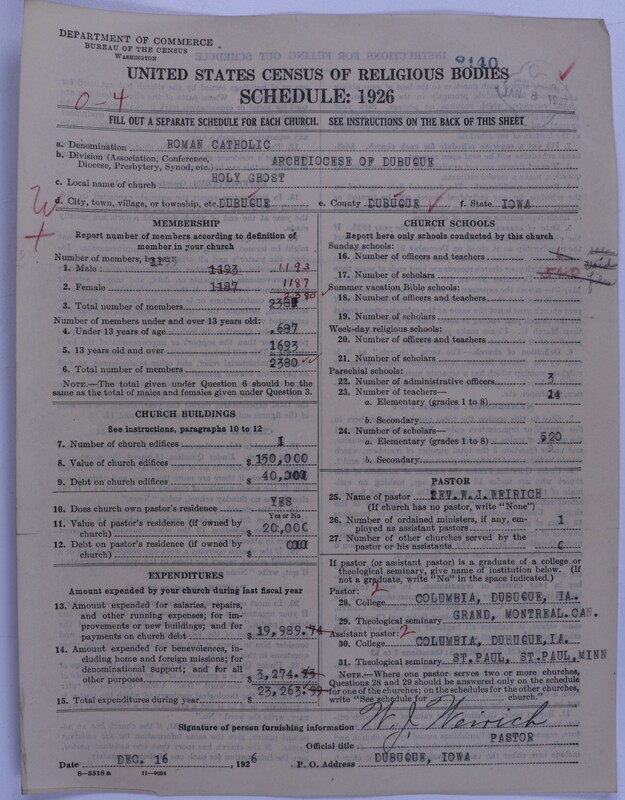 DEPARTMENT OF COMMERCE
BUREAU OF THE CENSUS
WASHINGTON
UNITED STATES CENSUS OF RELIGIOUS BODIES
SCHEDULE: 1926
0-4
FILL OUT A SEPARATE SCHEDULE FOR EACH CHURCH. SEE INSTRUCTIONS ON THE BACK OF THIS SHEET
a. Denomination ROMAN CATHOLIC
b. Division (Association, Conference, Diocese, Presbytery, Synod, etc.) ARCHDIOCESE OF DUBUQUE
c. Local name of church HOLY GHOST
d. City, town, village, or township, etc. DUBUQUE e. County DUBUQUE f. State IOWA
MEMBERSHIP
Report number of members according to definition of
member in your church
Number of members, by
1. Male 1193 1193
2. Female 1187 1187
3. Total number of members 2380
Number of members under and over 13 years old:
4. Under 13 years of age 687
5. 13 years old and over 1693
6. Total number of members 2380
NOTE.—The total given under Question 6 should be the
same as the total of males and females given under Question 3.
CHURCH BUILDINGS
See instructions, paragraphs 10 to 12
7. Number of church edifices 1
8. Value of church edifices $ 150,000
9. Debt on church edifices $ 40,000
10. Does church own pastor's residence YES
Yes or No
11. Value of pastor's residence (if owned by
church) $ 20,000
12. Debt on pastor's residence (if owned by
church) $
EXPENDITURES
Amount expended by your church during last fiscal year
13. Amount expended for salaries, repairs,
and other running expenses; for im-
provements or new buildings; and for
payments on church debt $ 19,989.74
14. Amount expended for benevolences,
including home and foreign missions; for
denominational support; and for all
other purposes $ 3,274.
15. Total expenditures during year $ 23,263.
CHURCH SCHOOLS
Report here only schools conducted by this church
Sunday schools:
16. Number of officers and teachers
17. Number of scholars
Summer vacation Bible schools:
18. Number of officers and teachers
19. Number of scholars
Week-day religious schools:
20. Number of officers and teachers
21. Number of scholars
Parochial schools:
22. Number of administrative officers 3
23. Number of teachers—
a. Elementary (grades 1 to 8) 14
b. Secondary
24. Number of scholars—
a. Elementary (grades 1 to 8) 520
b. Secondary
PASTOR
25. Name of pastor REV. W. J. WEIRICH
(If church has no pastor, write "None")
26. Number of ordained ministers, if any, em-
ployed as assistant pastors 1
27. Number of other churches served by the
pastor or his assistants
If pastor (or assistant pastor) is a graduate of a college or
theological seminary, give name of institution below. (If
not a graduate, write "No" in the space indicated.)
Pastor: 2
28. College COLUMBIA, DUBUQUE, IA.
29. Theological seminary GRAND, MONTREAL.CAN.
Assistant pastor: 2
30. College COLUMBIA, DUBUQUE,IA.
31. Theological seminary ST.PAUL, ST.PAUL,MINN
NOTE.—Where one pastor serves two or more churches,
Questions 28 and 29 should be answered only on the schedule
for one of the churches; on the schedules for the other churches,
write "See schedule for church."
Signature of person furnishing information W. J. Weirich
Official title PASTOR
Date DEC. 16, 1926 P. O. Address DUBUQUE, IOWA
8-5518a 11-9254